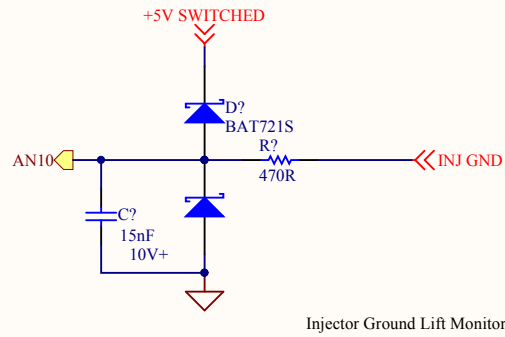 +5V SWITCHED
D?
BAT721S
R?
AN10
INJ GND
470R
C?
15nF
10V+
Injector Ground Lift Monitor